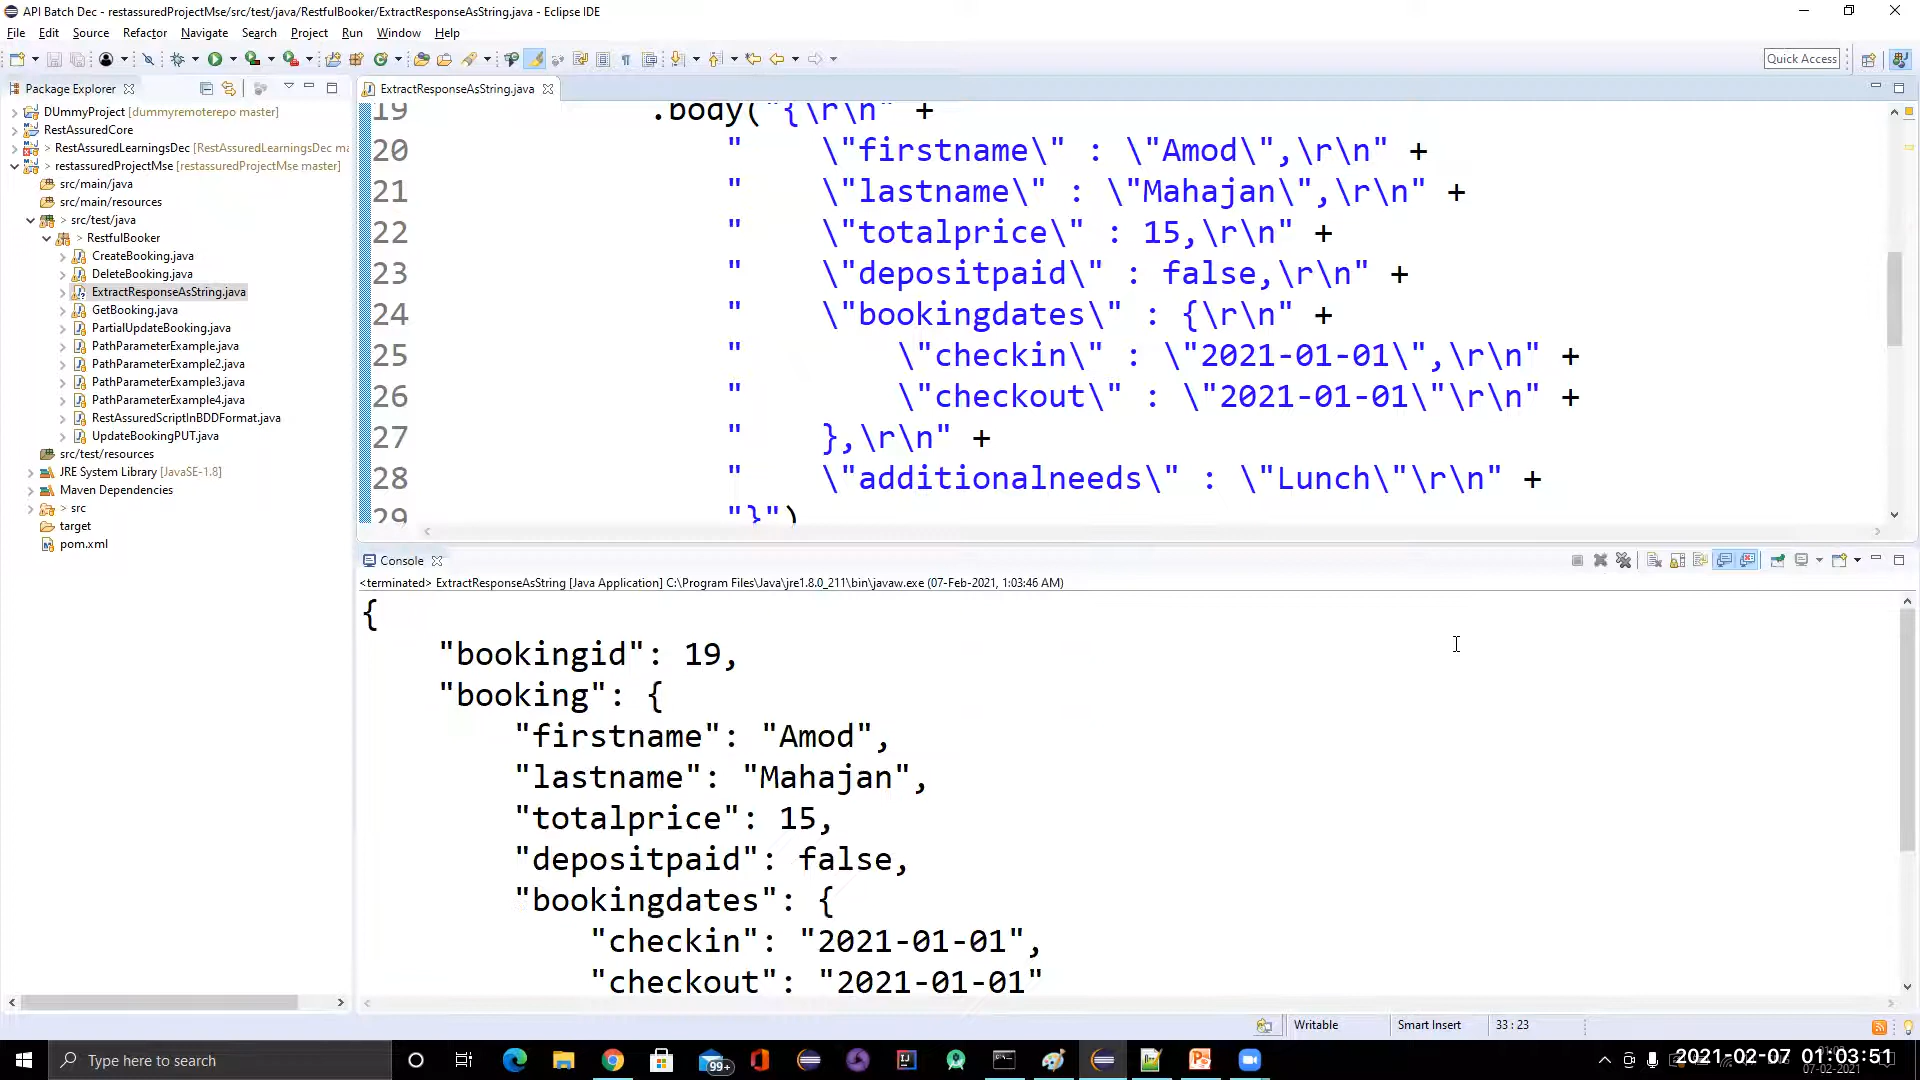 API Batch Dec - restassuredProjectMse/src/test/java/RestfulBooker/ExtractResponseAsString.java - Eclipse IDE
File Edit Source Refactor Navigate Search Project Run Window Help
Quick Access
Package Explorer
DUmmyProject [dummyremoterepo master]
RestAssuredCore
> RestAssuredLearningsDec [RestAssuredLearningsDec ma
> restassuredProjectMse [restassuredProjectMse master]
src/main/java
src/main/resources
> src/test/java
> RestfulBooker
CreateBooking.java
DeleteBooking.java
ExtractResponseAsString.java
GetBooking.java
PartialUpdateBooking.java
PathParameterExample.java
PathParameterExample2.java
PathParameterExample3.java
PathParameterExample4.java
RestAssuredScriptInBDDFormat.java
UpdateBookingPUT.java
src/test/resources
JRE System Library [JavaSE-1.8]
Maven Dependencies
> src
target
pom.xml
ExtractResponseAsString.java
19 .body("{\r\n" +
20 " \"firstname\" : \"Amod\",\r\n" +
21 " \"lastname\" : \"Mahajan\",\r\n" +
22 " \"totalprice\" : 15,\r\n" +
23 " \"depositpaid\" : false,\r\n" +
24 " \"bookingdates\" : {\r\n" +
25 " \"checkin\" : \"2021-01-01\",\r\n" +
26 " \"checkout\" : \"2021-01-01\"\r\n" +
27 " },\r\n" +
28 " \"additionalneeds\" : \"Lunch\"\r\n" +
29 "}")
Console
<terminated> ExtractResponseAsString [Java Application] C:\Program Files\Java\jre1.8.0_211\bin\javaw.exe (07-Feb-2021, 1:03:46 AM)
{
"bookingid": 19,
"booking": {
"firstname": "Amod",
"lastname": "Mahajan",
"totalprice": 15,
"depositpaid": false,
"bookingdates": {
"checkin": "2021-01-01",
"checkout": "2021-01-01"
Writable Smart Insert 33 : 23
Type here to search
99+
2021-02-07 01:03:51
07-02-2021